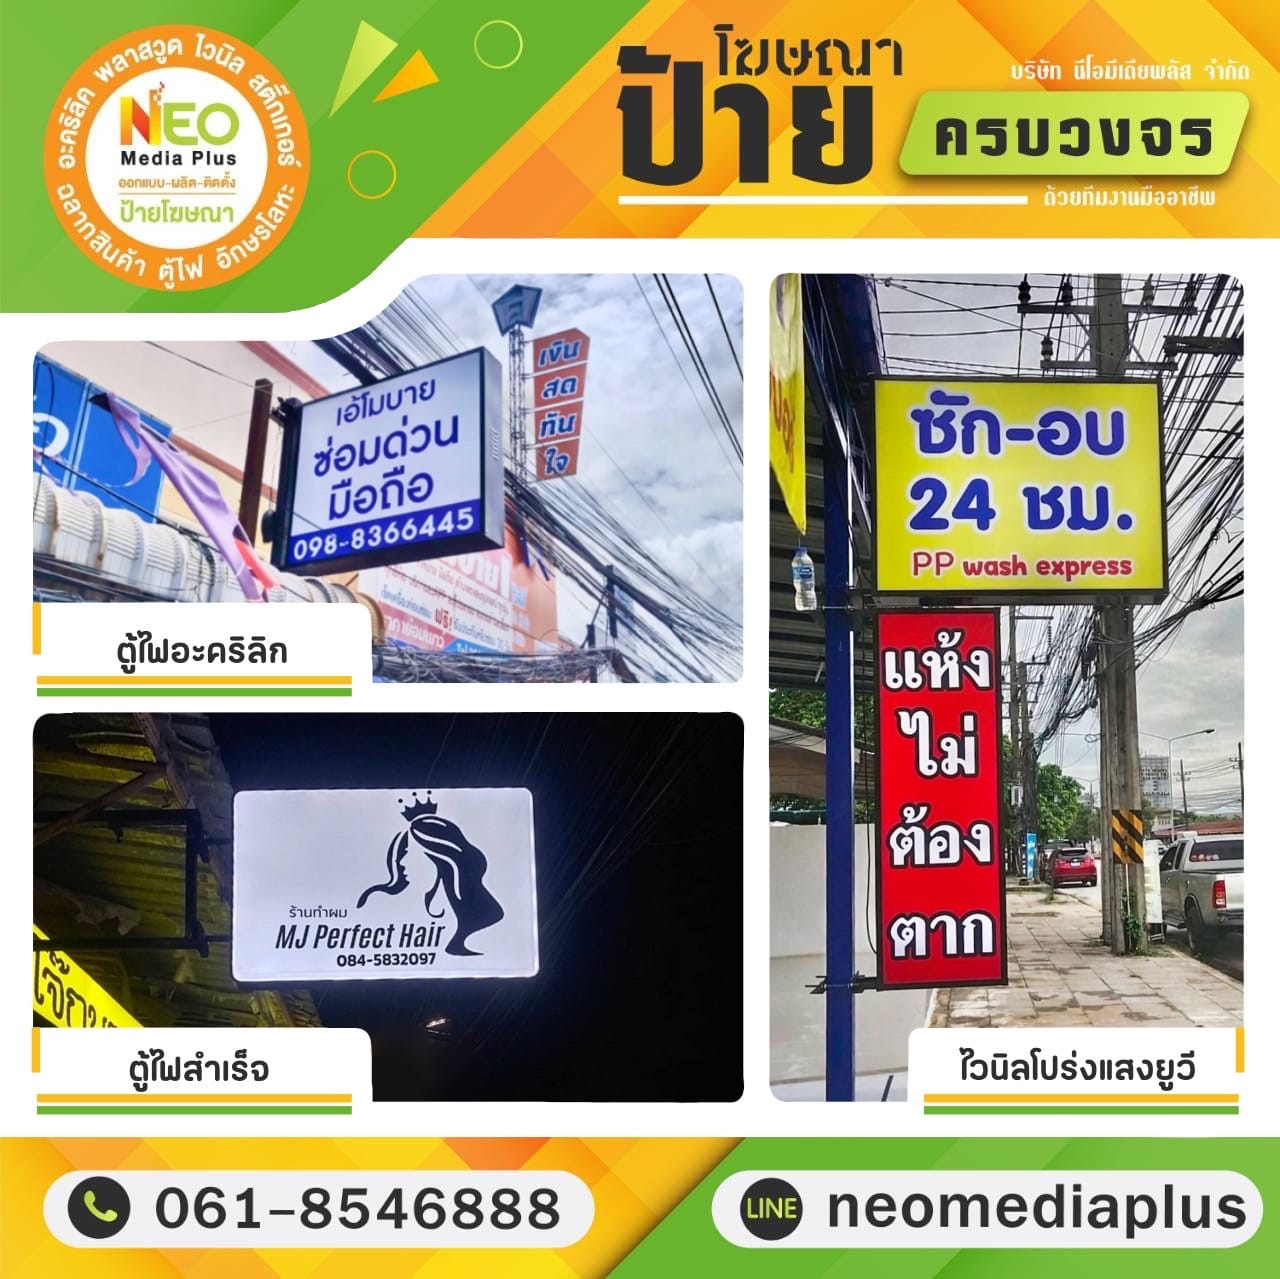 อะคริลิค พลาสวูด ไวนิล สติ๊กเกอร์
NEO
Media Plus
ออกแบบ-ผลิต-ติดตั้ง
ป้ายโฆษณา
ฉลากสินค้า ตู้ไฟ อักษรโลหะ
ป้าย
โฆษณา
บริษัท นีโอมีเดียพลัส จำกัด
ครบวงจร
ด้วยทีมงานมืออาชีพ
เอ้โมบาย
ซ่อมด่วน
มือถือ
098-8366445
เงิน
สด
ทัน
ใจ
ตู้ไฟอะคริลิก
ซัก-อบ
24 ชม.
PP wash express
แห้ง
ไม่
ต้อง
ตาก
ร้านทำผม
MJ Perfect Hair
084-5832097
ตู้ไฟสำเร็จ
ไวนิลโปร่งแสงยูวี
061-8546888
LINE
neomediaplus